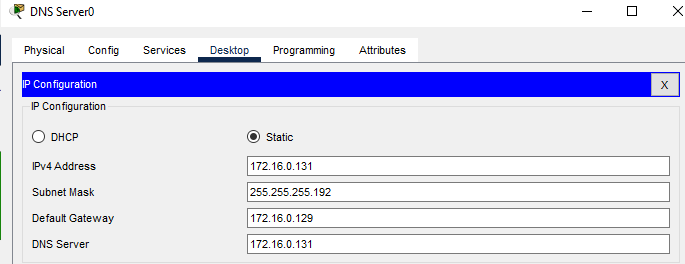 DNS Server0
Physical Config Services Desktop Programming Attributes
IP Configuration X
IP Configuration
DHCP Static
IPv4 Address 172.16.0.131
Subnet Mask 255.255.255.192
Default Gateway 172.16.0.129
DNS Server 172.16.0.131